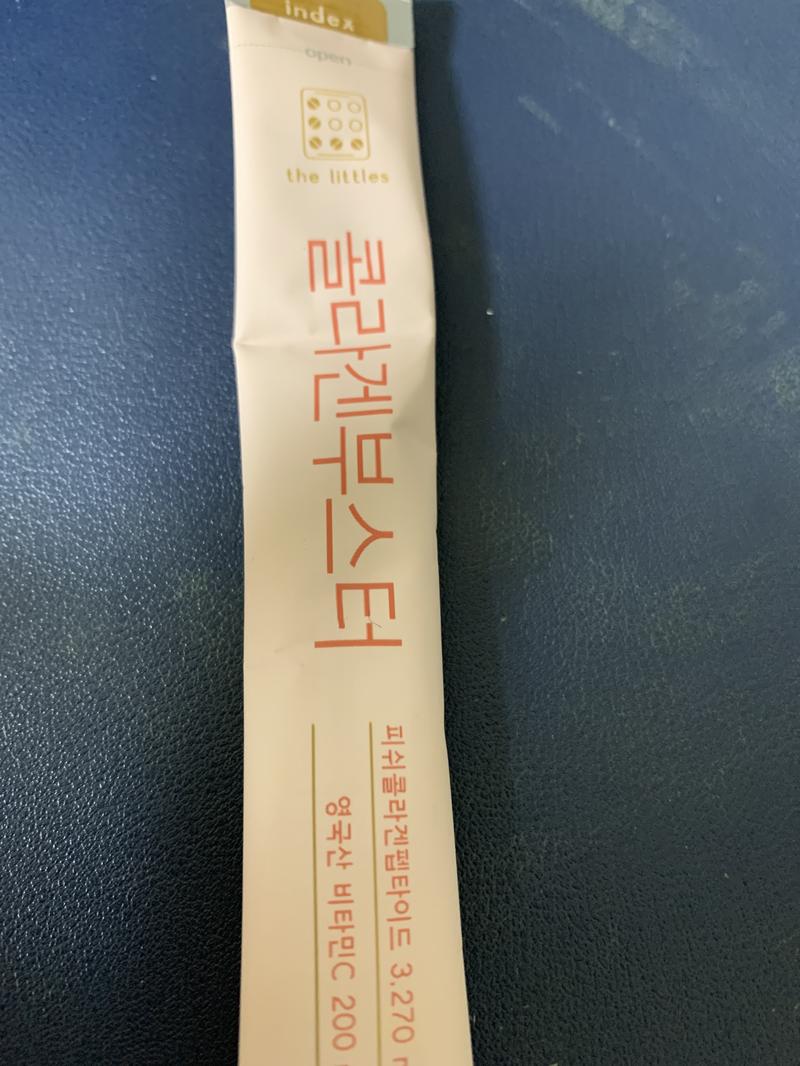 index
open
the littles
콜라겐부스터
피쉬콜라겐펩타이드 3,270
영국산 비타민C 200